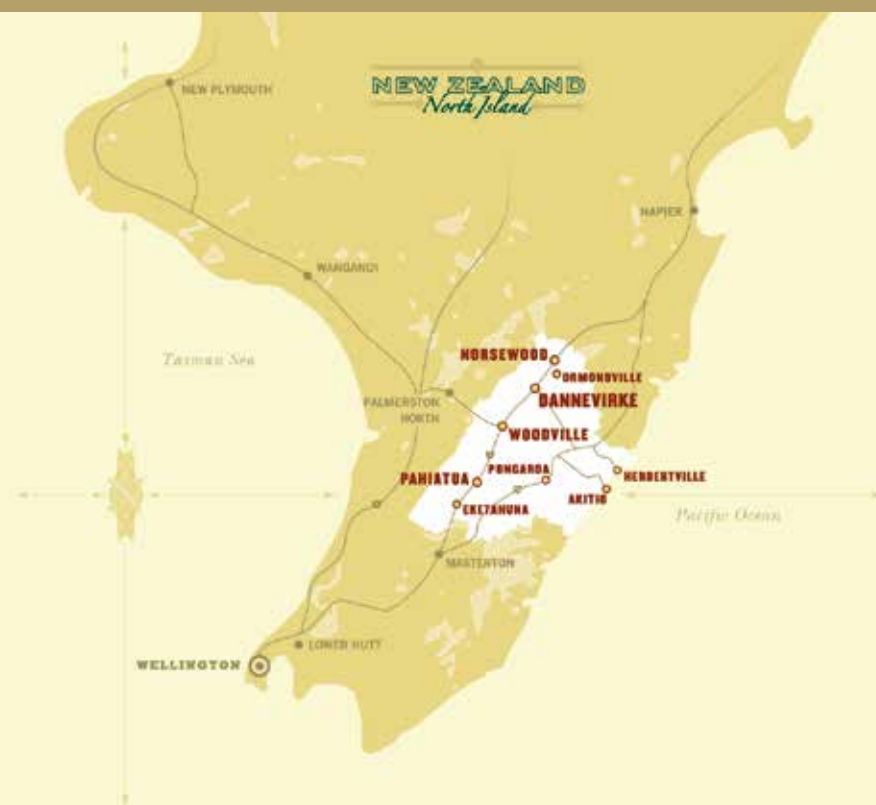 NEW ZEALAND
North Island
NEW PLYMOUTH
NAPIER
WANGANUI
Tasman Sea
NORSEWOOD
ORMONDVILLE
DANNEVIRKE
PALMERSTON
NORTH
WOODVILLE
PONGAROA
PAHIATUA
HERBERTVILLE
AKITIO
EKETAHUNA
Pacific Ocean
MASTERTON
LOWER HUTT
WELLINGTON